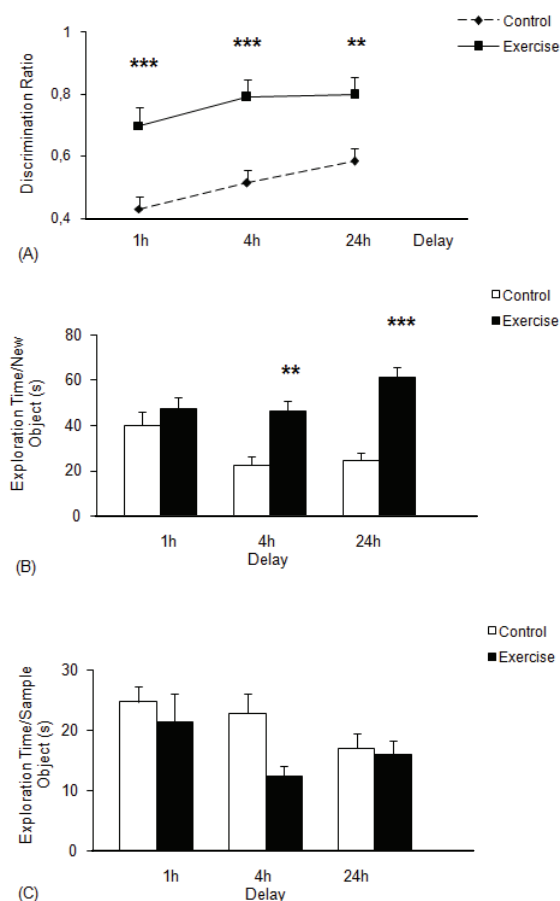 Control
Exercise
Discrimination Ratio
1
0,8
0,6
0,4
***
***
**
1h
4h
24h
Delay
(A)
Control
Exercise
Exploration Time/New
Object (s)
80
60
40
20
0
**
***
1h
4h
24h
Delay
(B)
Control
Exercise
Exploration Time/Sample
Object (s)
30
20
10
0
1h
4h
24h
Delay
(C)